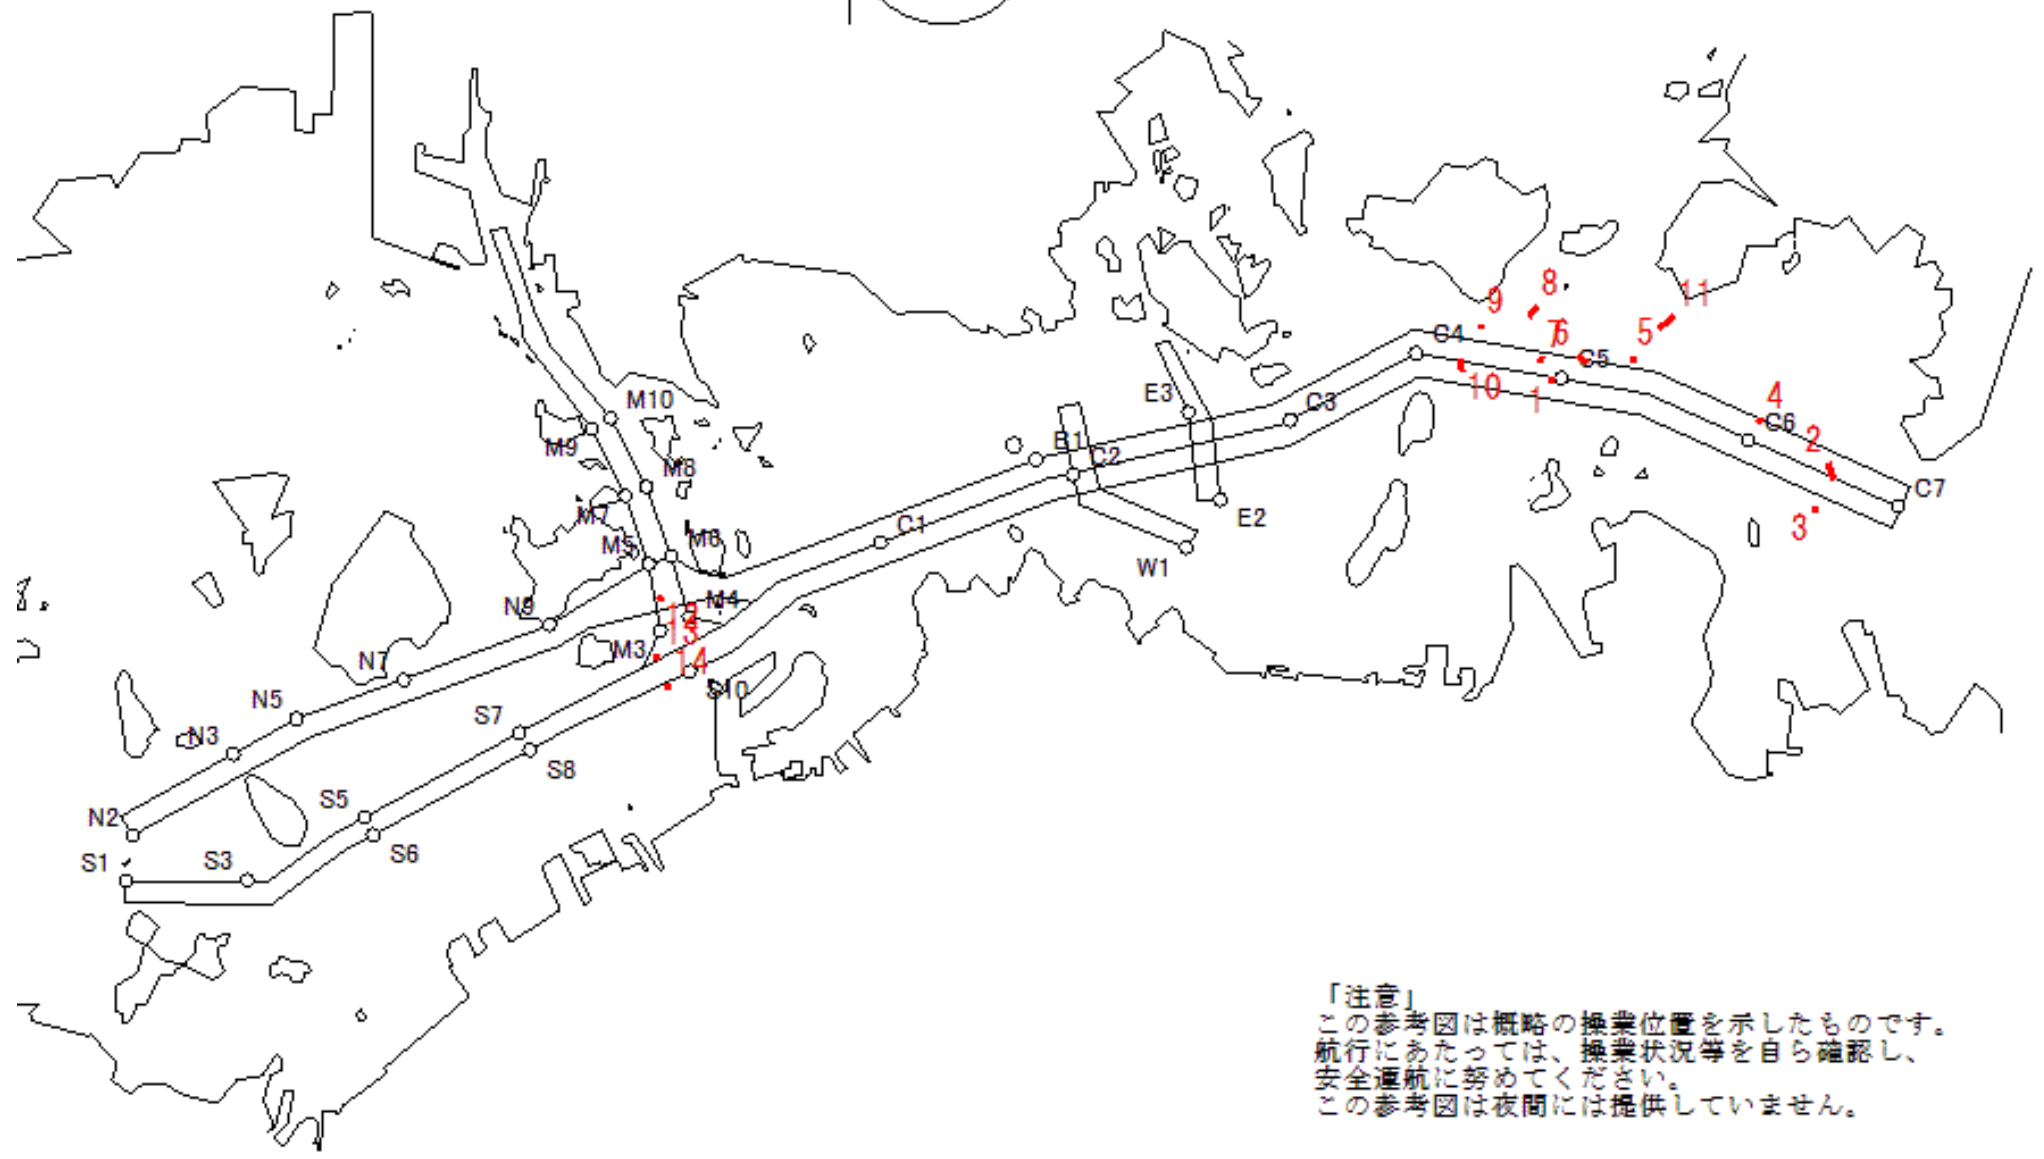 9
8
11
C4
7
6
C5
5
10
1
4
C6
2
C7
3
M10
E3
C3
M9
M8
B1
C2
M7
E2
M5
M6
C1
W1
N9
M4
12
13
M3
14
N7
S10
N5
S7
N3
S8
S5
N2
S6
S1
S3
「注意」
この参考図は概略の操業位置を示したものです。
航行にあたっては、操業状況等を自ら確認し、
安全運航に努めてください。
この参考図は夜間には提供していません。